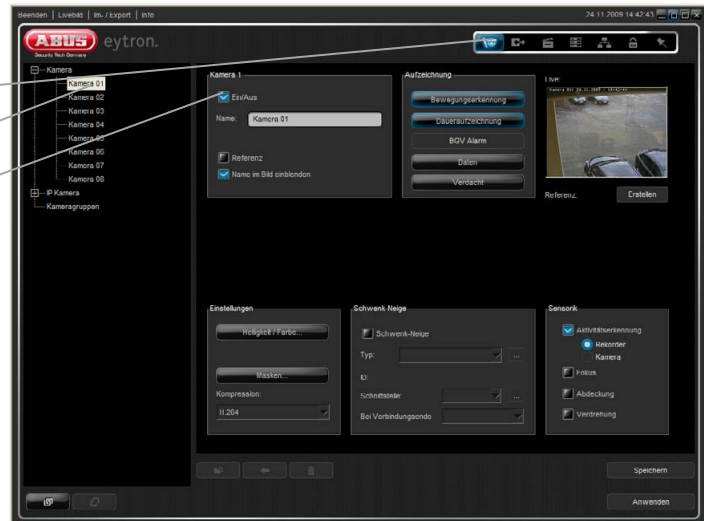 Beenden | Livebild | Im- / Export | Info
24.11.2009 14:42:43
ABUS
Security Tech Germany
eytron.
Kamera
Kamera 01
Kamera 02
Kamera 03
Kamera 04
Kamera 05
Kamera 06
Kamera 07
Kamera 08
IP Kamera
Kameragruppen
Kamera 1
Ein/Aus
Name:
Kamera 01
Referenz
Name im Bild einblenden
Aufzeichnung
Bewegungserkennung
Daueraufzeichnung
BGV Alarm
Daten
Verdacht
Live:
Referenz:
Erstellen
Einstellungen
Helligkeit / Farbe...
Masken...
Kompression:
H.264
Schwenk Neige
Schwenk-Neige
Typ:
...
ID:
Schnittstelle:
...
Bei Verbindungsende
Sensorik
Aktivitätserkennung
Rekorder
Kamera
Fokus
Abdeckung
Verdrehung
Speichern
Anwenden